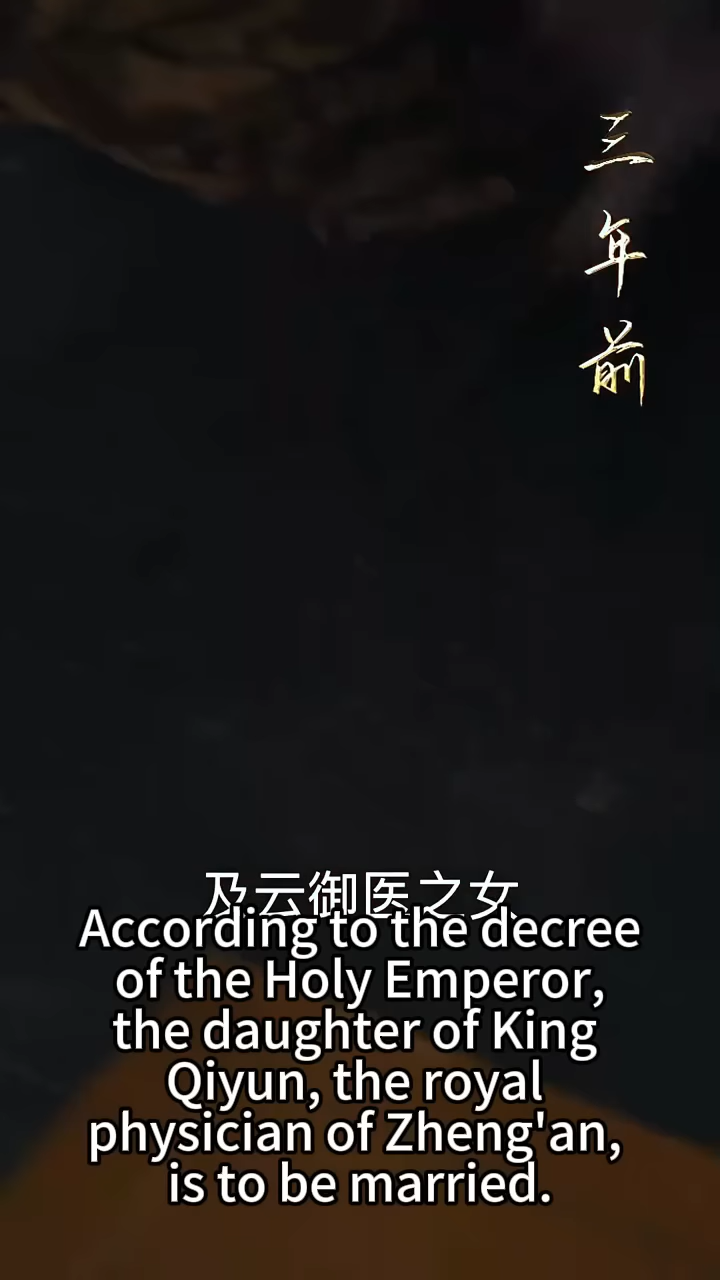 三年前
及云御医之女
According to the decree
of the Holy Emperor,
the daughter of King
Qiyun, the royal
physician of Zheng'an,
is to be married.